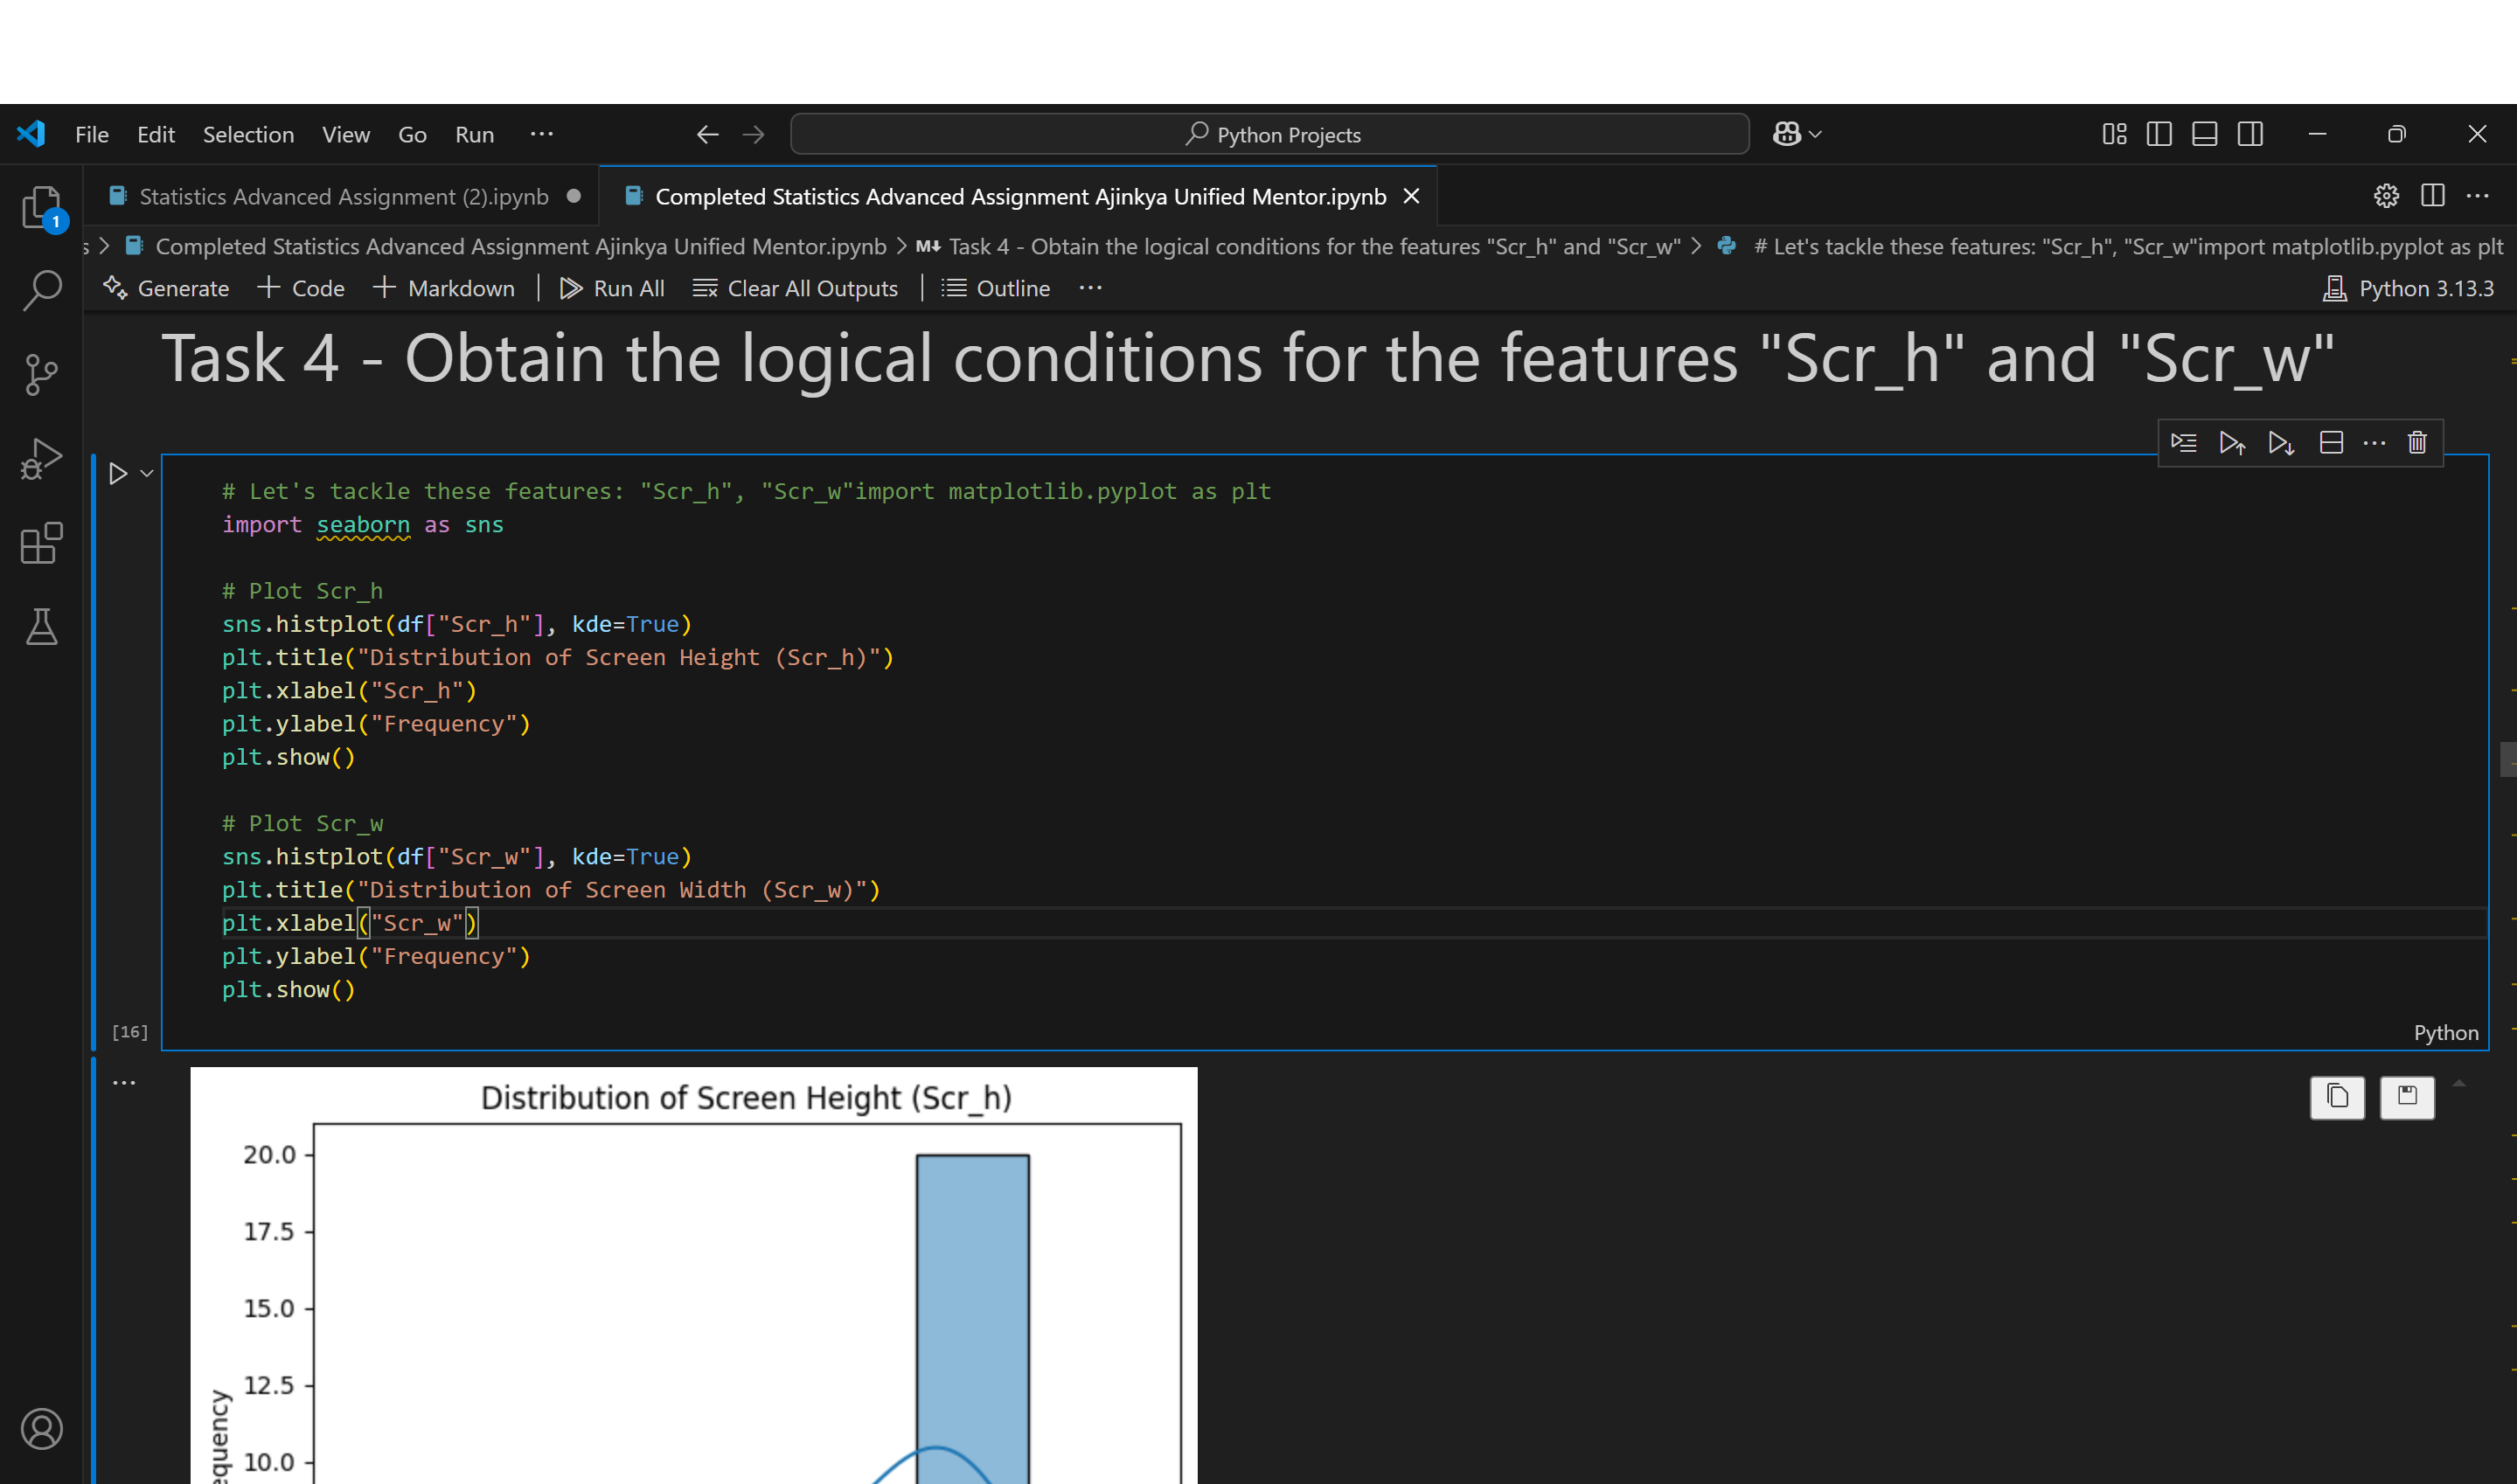 File Edit Selection View Go Run ··· Python Projects
1
Statistics Advanced Assignment (2).ipynb Completed Statistics Advanced Assignment Ajinkya Unified Mentor.ipynb
s > Completed Statistics Advanced Assignment Ajinkya Unified Mentor.ipynb > M↓ Task 4 - Obtain the logical conditions for the features "Scr_h" and "Scr_w" > # Let's tackle these features: "Scr_h", "Scr_w"import matplotlib.pyplot as plt
Generate + Code + Markdown Run All Clear All Outputs Outline ··· Python 3.13.3
Task 4 - Obtain the logical conditions for the features "Scr_h" and "Scr_w"
# Let's tackle these features: "Scr_h", "Scr_w"import matplotlib.pyplot as plt
import seaborn as sns
# Plot Scr_h
sns.histplot(df["Scr_h"], kde=True)
plt.title("Distribution of Screen Height (Scr_h)")
plt.xlabel("Scr_h")
plt.ylabel("Frequency")
plt.show()
# Plot Scr_w
sns.histplot(df["Scr_w"], kde=True)
plt.title("Distribution of Screen Width (Scr_w)")
plt.xlabel("Scr_w")
plt.ylabel("Frequency")
plt.show()
[16]
Python
Distribution of Screen Height (Scr_h)
20.0
17.5
15.0
12.5
10.0
equency